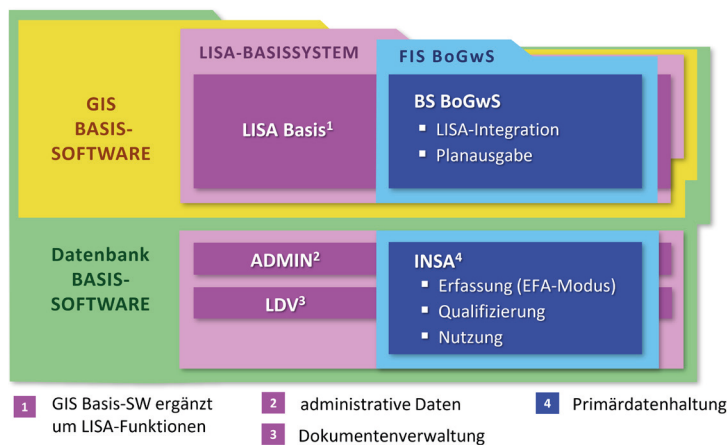 LISA-BASISSYSTEM
FIS BoGwS
GIS
BASIS-
SOFTWARE
LISA Basis¹
BS BoGwS
▪ LISA-Integration
▪ Planausgabe
Datenbank
BASIS-
SOFTWARE
ADMIN²
LDV³
INSA⁴
▪ Erfassung (EFA-Modus)
▪ Qualifizierung
▪ Nutzung
1 GIS Basis-SW ergänzt
um LISA-Funktionen
2 administrative Daten
3 Dokumentenverwaltung
4 Primärdatenhaltung